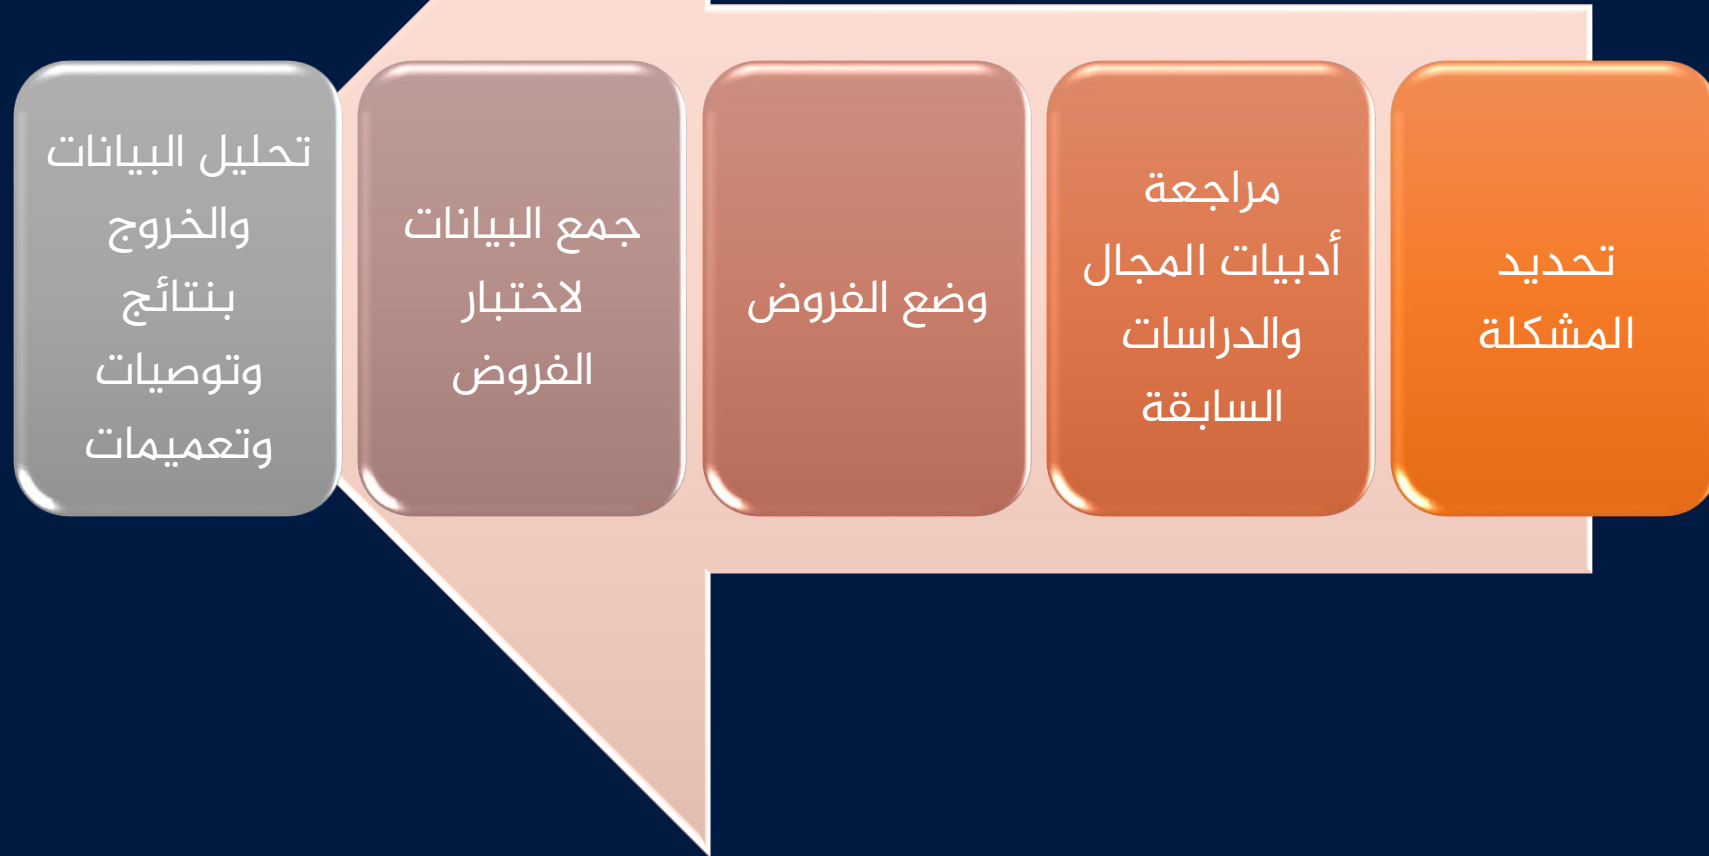 تحديد
المشكلة
مراجعة
أدبيات المجال
والدراسات
السابقة
وضع الفروض
جمع البيانات
لاختبار
الفروض
تحليل البيانات
والخروج
بنتائج
وتوصيات
وتعميمات